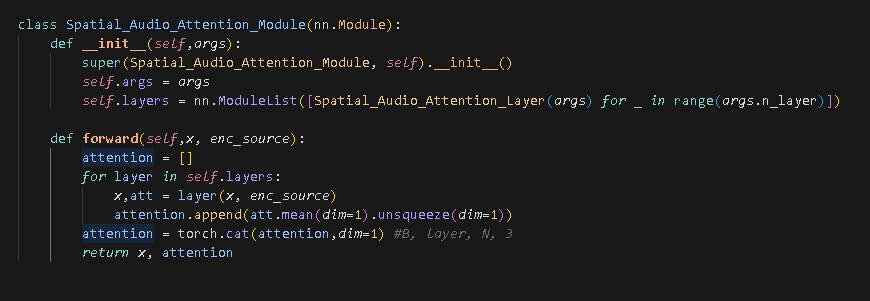 class Spatial_Audio_Attention_Module(nn.Module):
    def __init__(self,args):
        super(Spatial_Audio_Attention_Module, self).__init__()
        self.args = args
        self.layers = nn.ModuleList([Spatial_Audio_Attention_Layer(args) for _ in range(args.n_layer)])

    def forward(self,x, enc_source):
        attention = []
        for layer in self.layers:
            x,att = layer(x, enc_source)
            attention.append(att.mean(dim=1).unsqueeze(dim=1))
        attention = torch.cat(attention,dim=1) #B, layer, N, 3
        return x, attention